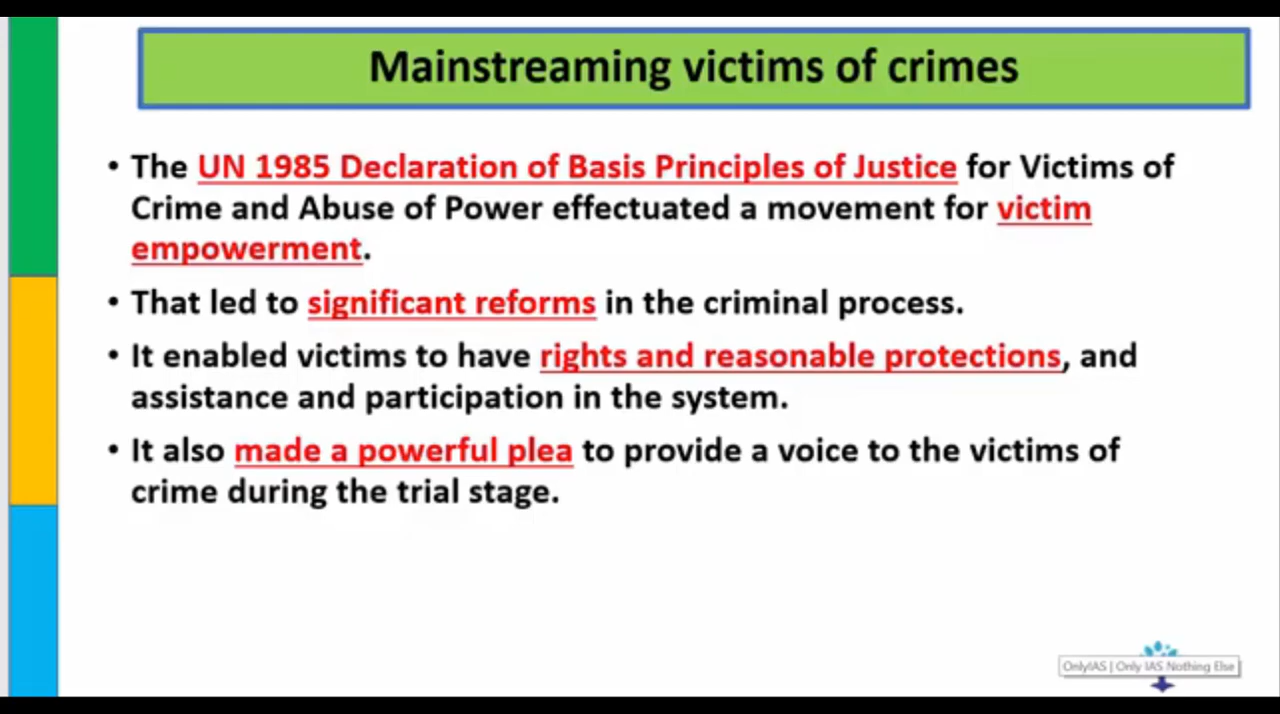 Mainstreaming victims of crimes
• The UN 1985 Declaration of Basis Principles of Justice for Victims of
Crime and Abuse of Power effectuated a movement for victim
empowerment.
• That led to significant reforms in the criminal process.
• It enabled victims to have rights and reasonable protections, and
assistance and participation in the system.
• It also made a powerful plea to provide a voice to the victims of
crime during the trial stage.
OnlyIAS | Only IAS Nothing Else